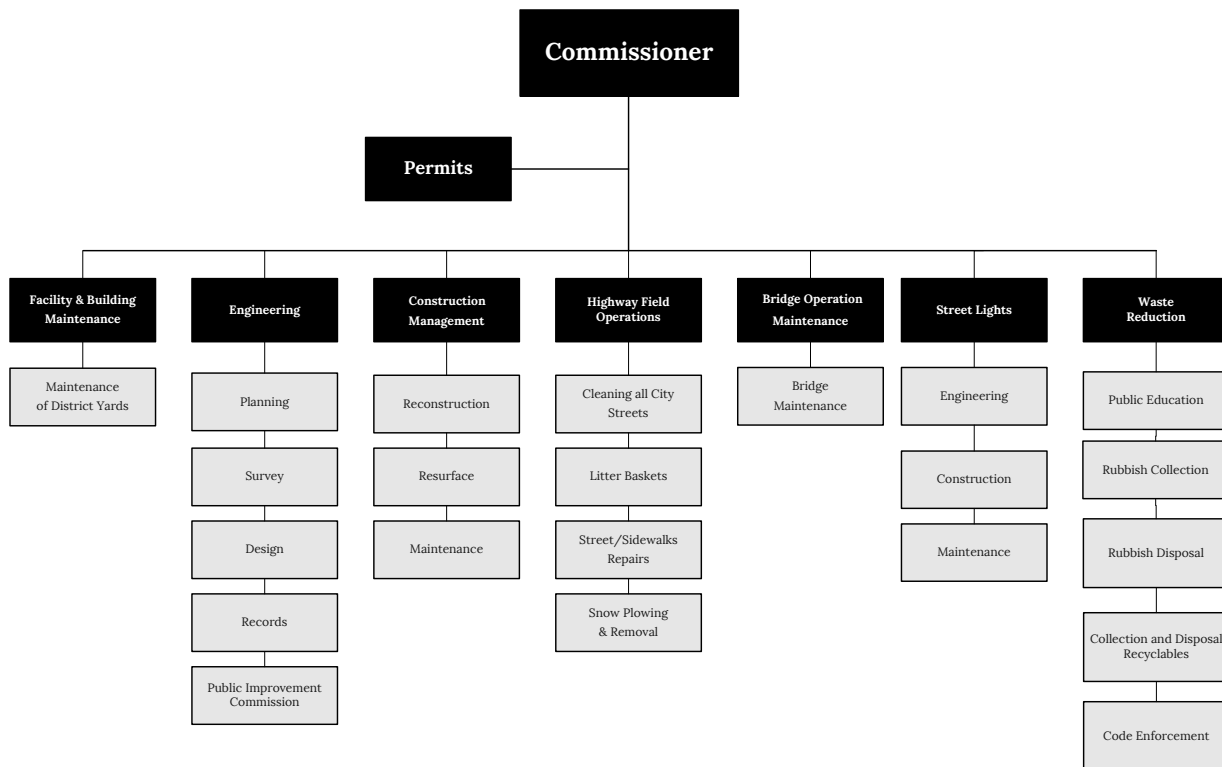 Commissioner
Permits
Facility & Building
Maintenance
Engineering
Construction
Management
Highway Field
Operations
Bridge Operation
Maintenance
Street Lights
Waste
Reduction
Maintenance
of District Yards
Planning
Survey
Design
Records
Public Improvement
Commission
Reconstruction
Resurface
Maintenance
Cleaning all City
Streets
Litter Baskets
Street/Sidewalks
Repairs
Snow Plowing
& Removal
Bridge
Maintenance
Engineering
Construction
Maintenance
Public Education
Rubbish Collection
Rubbish Disposal
Collection and Disposal
Recyclables
Code Enforcement